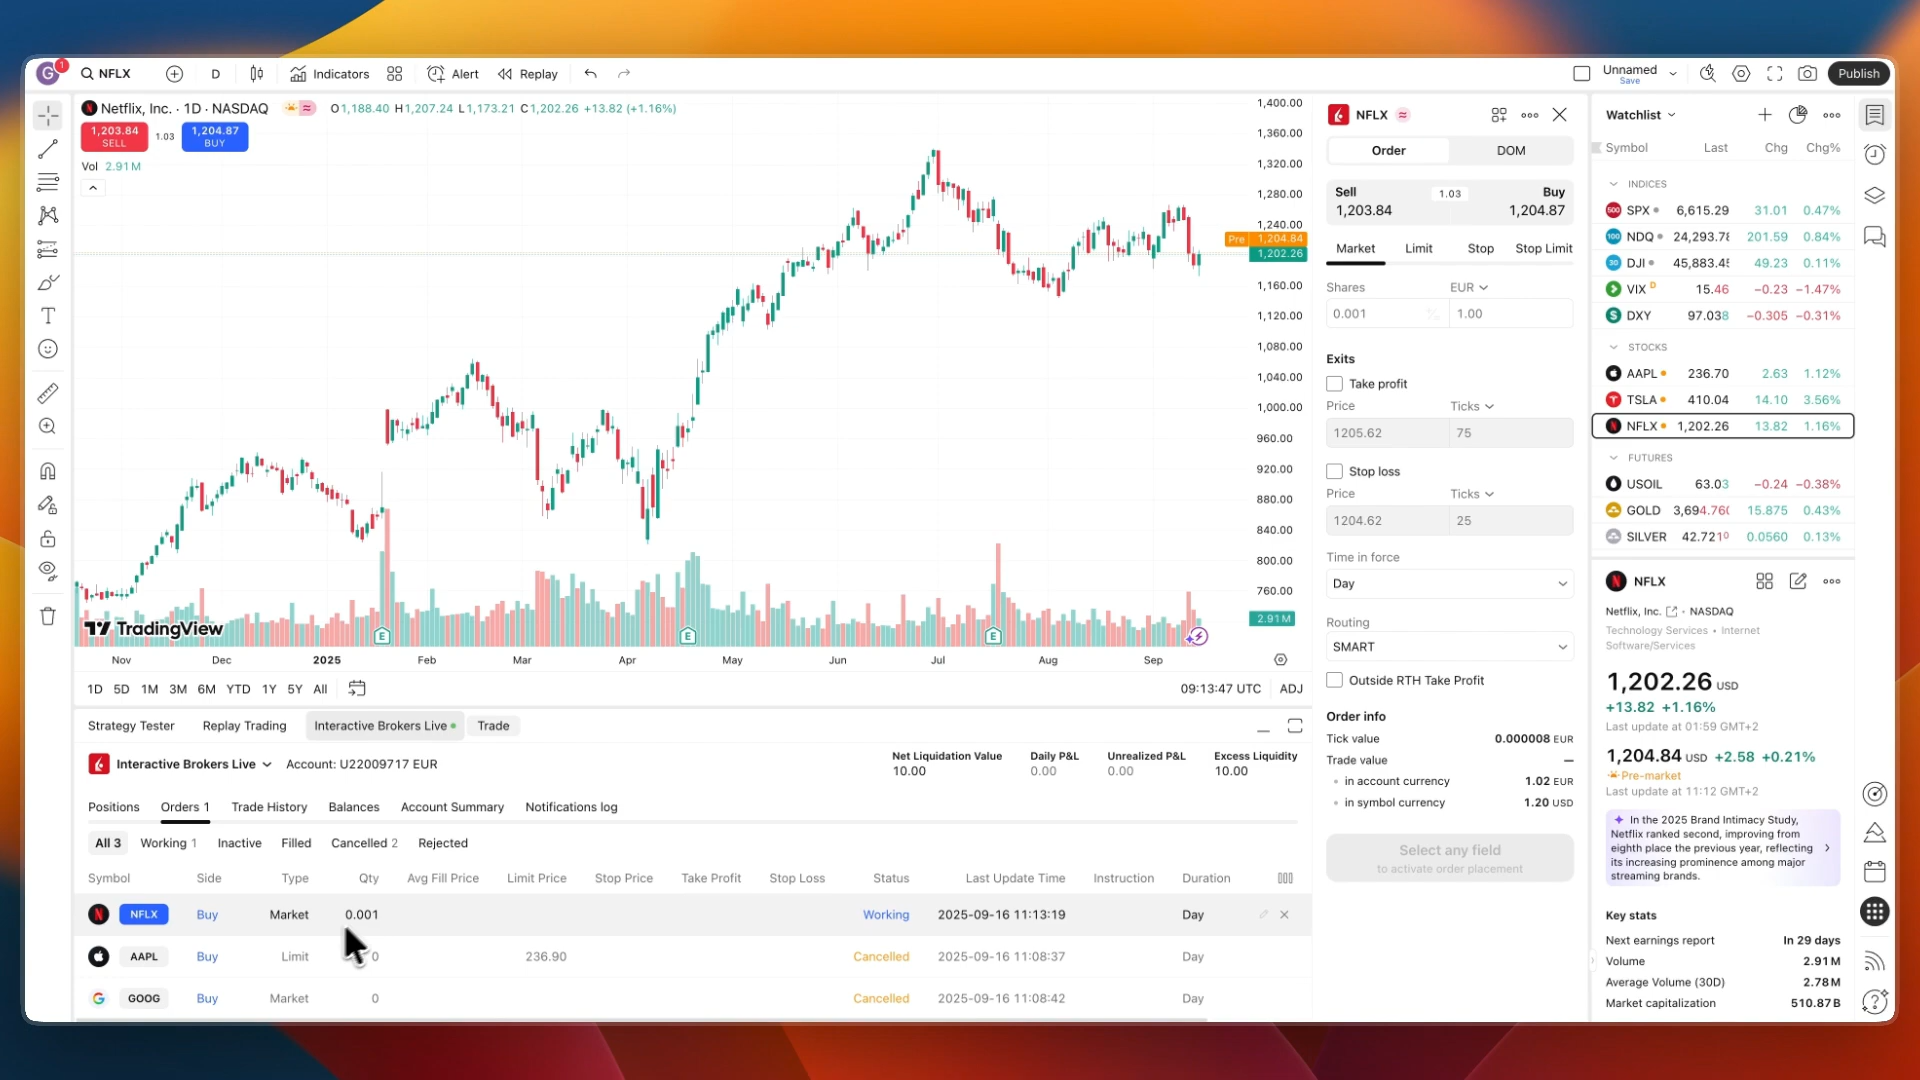 G 1 NFLX D Indicators Alert Replay Unnamed Save Publish
Netflix, Inc. · 1D · NASDAQ O1,188.40 H1,207.24 L1,173.21 C1,202.26 +13.82 (+1.16%)
1,203.84 SELL 1.03 1,204.87 BUY
Vol 2.91M
1,400.00
1,360.00
1,320.00
1,280.00
1,240.00
Pre 1,204.84
1,202.26
1,160.00
1,120.00
1,080.00
1,040.00
1,000.00
960.00
920.00
880.00
840.00
800.00
760.00
2.91M
TradingView
E E E
Nov Dec 2025 Feb Mar Apr May Jun Jul Aug Sep
1D 5D 1M 3M 6M YTD 1Y 5Y All 09:13:47 UTC ADJ
Strategy Tester Replay Trading Interactive Brokers Live Trade
Interactive Brokers Live Account: U22009717 EUR
Net Liquidation Value Daily P&L Unrealized P&L Excess Liquidity
10.00 0.00 0.00 10.00
Positions Orders 1 Trade History Balances Account Summary Notifications log
All 3 Working 1 Inactive Filled Cancelled 2 Rejected
Symbol Side Type Qty Avg Fill Price Limit Price Stop Price Take Profit Stop Loss Status Last Update Time Instruction Duration
NFLX Buy Market 0.001 Working 2025-09-16 11:13:19 Day
AAPL Buy Limit 0 236.90 Cancelled 2025-09-16 11:08:37 Day
GOOG Buy Market 0 Cancelled 2025-09-16 11:08:42 Day
NFLX
Order DOM
Sell 1.03 Buy
1,203.84 1,204.87
Market Limit Stop Stop Limit
Shares EUR
0.001 1.00
Exits
Take profit
Price Ticks
1205.62 75
Stop loss
Price Ticks
1204.62 25
Time in force
Day
Routing
SMART
Outside RTH Take Profit
Order info
Tick value 0.000008 EUR
Trade value —
• in account currency 1.02 EUR
• in symbol currency 1.20 USD
Select any field
to activate order placement
Watchlist
Symbol Last Chg Chg%
INDICES
500 SPX 6,615.29 31.01 0.47%
100 NDQ 24,293.78 201.59 0.84%
30 DJI 45,883.45 49.23 0.11%
VIX D 15.46 −0.23 −1.47%
DXY 97.038 −0.305 −0.31%
STOCKS
AAPL 236.70 2.63 1.12%
TSLA 410.04 14.10 3.56%
NFLX 1,202.26 13.82 1.16%
FUTURES
USOIL 63.03 −0.24 −0.38%
GOLD 3,694.760 15.875 0.43%
SILVER 42.7210 0.0560 0.13%
NFLX
Netflix, Inc. • NASDAQ
Technology Services • Internet
Software/Services
1,202.26 USD
+13.82 +1.16%
Last update at 01:59 GMT+2
1,204.84 USD +2.58 +0.21%
Pre-market
Last update at 11:12 GMT+2
In the 2025 Brand Intimacy Study,
Netflix ranked second, improving from
eighth place the previous year, reflecting
its increasing prominence among major
streaming brands.
Key stats
Next earnings report In 29 days
Volume 2.91M
Average Volume (30D) 2.78M
Market capitalization 510.87B